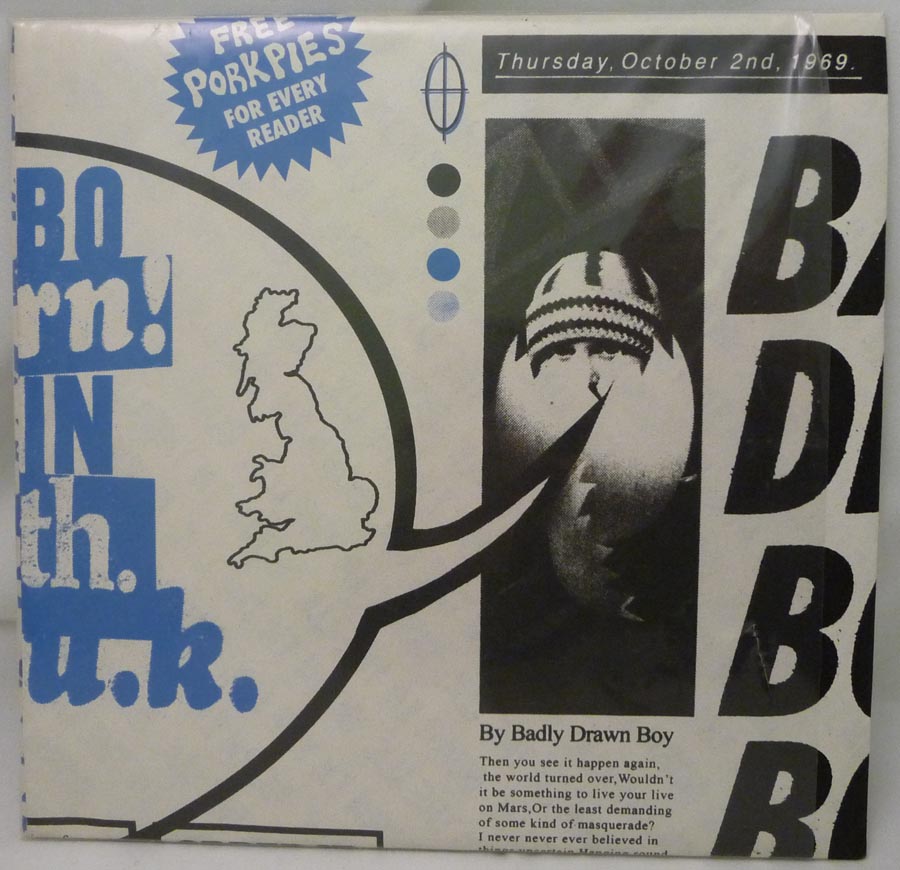 FREE
PORKPIES
FOR EVERY
READER
Thursday, October 2nd, 1969.
BO
rn!
IN
th.
u.k.
B
D
B
B
By Badly Drawn Boy
Then you see it happen again,
the world turned over, Wouldn't
it be something to live your live
on Mars, Or the least demanding
of some kind of masquerade?
I never never ever believed in